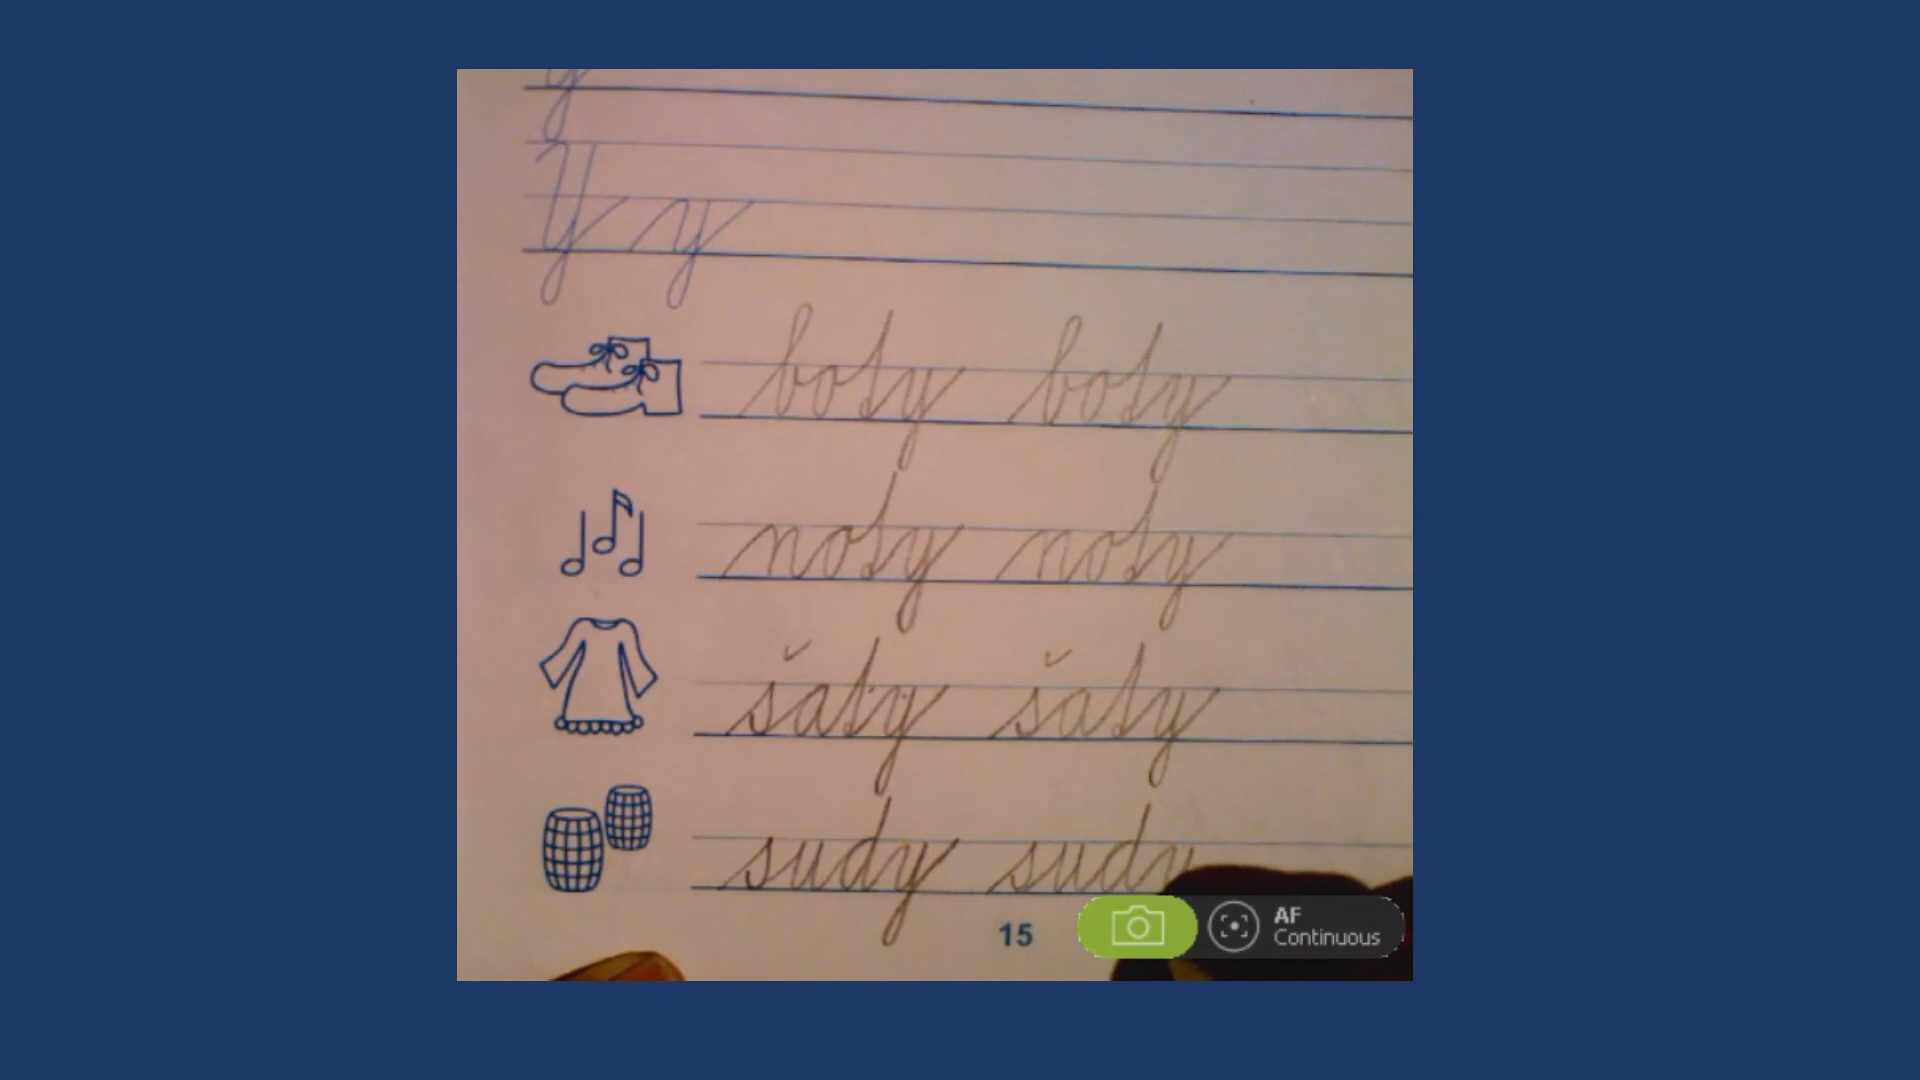 y
Y y
boty boty
noty noty
šaty šaty
sudy sudy
15
AF
Continuous